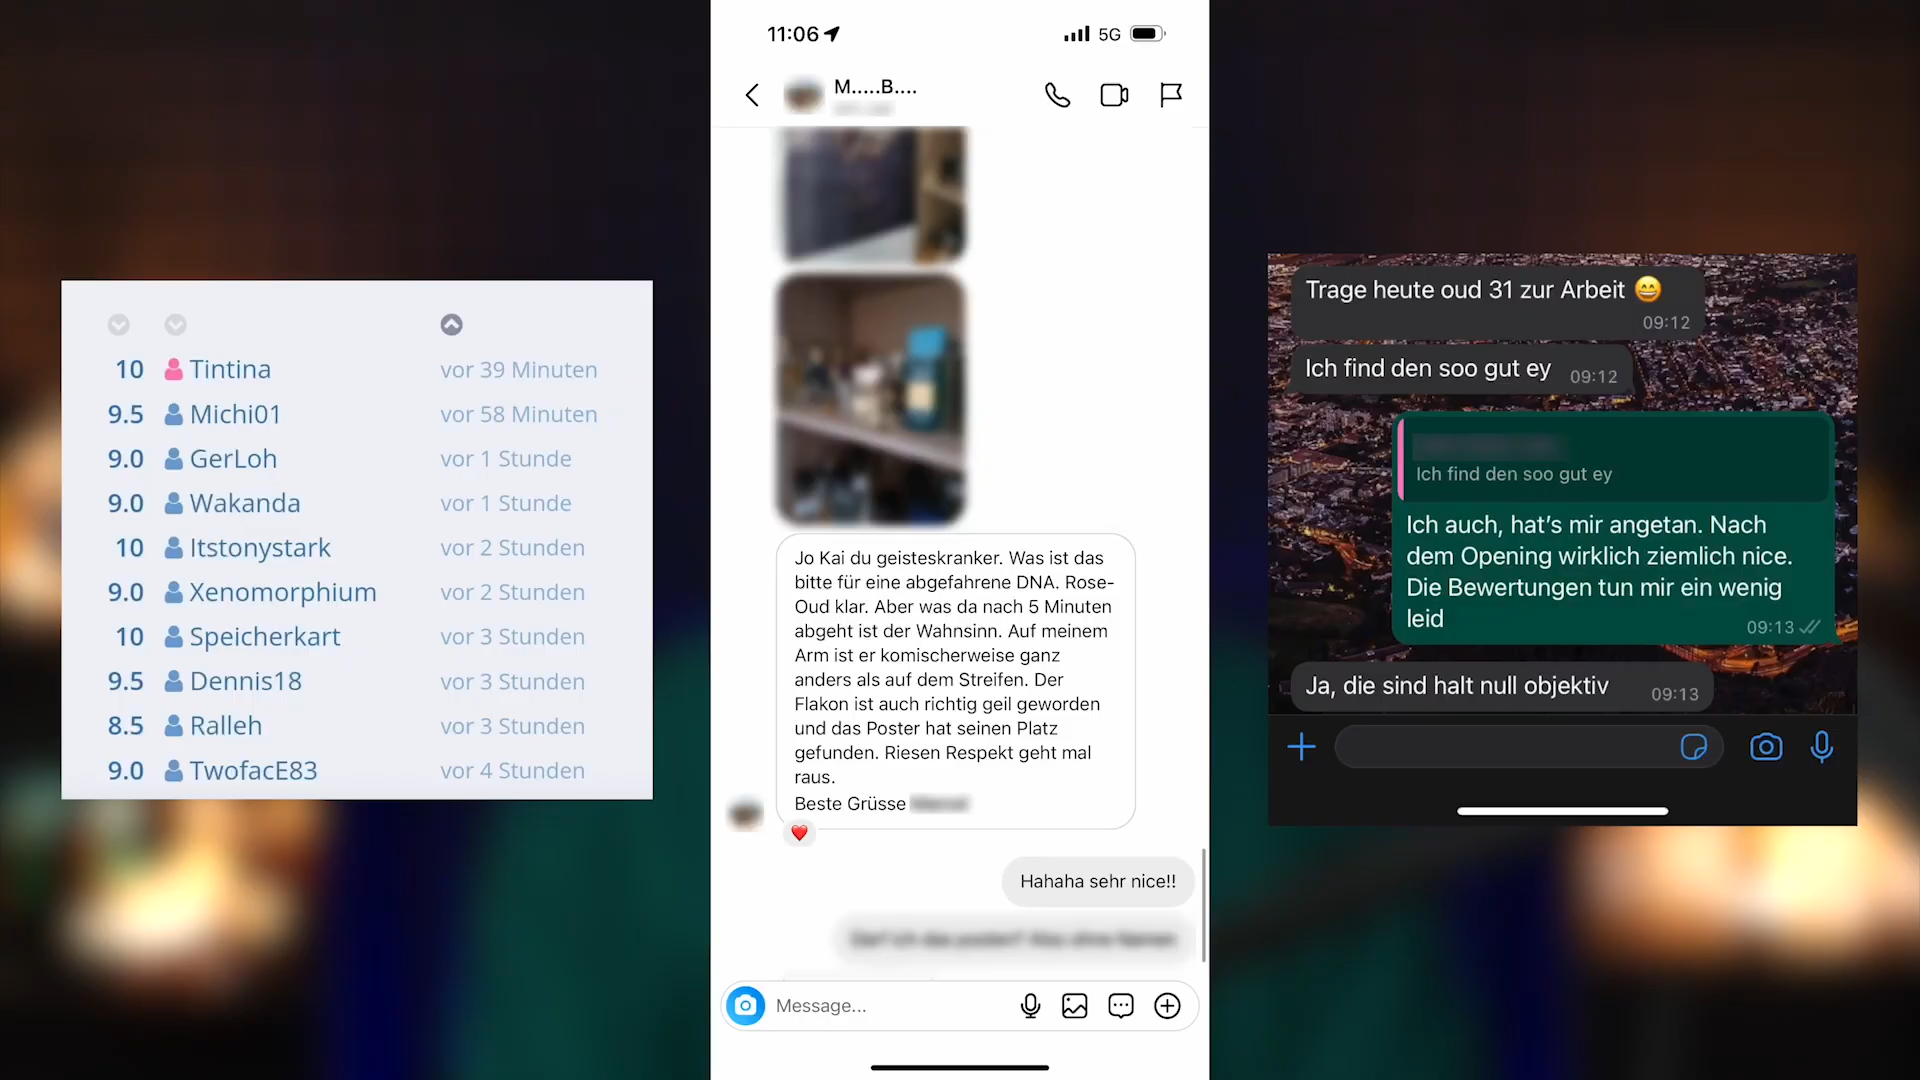 10 Tintina vor 39 Minuten
9.5 Michi01 vor 58 Minuten
9.0 GerLoh vor 1 Stunde
9.0 Wakanda vor 1 Stunde
10 Itstonystark vor 2 Stunden
9.0 Xenomorphium vor 2 Stunden
10 Speicherkart vor 3 Stunden
9.5 Dennis18 vor 3 Stunden
8.5 Ralleh vor 3 Stunden
9.0 TwofacE83 vor 4 Stunden
11:06
5G
M.....B....
Jo Kai du geisteskranker. Was ist das
bitte für eine abgefahrene DNA. Rose-
Oud klar. Aber was da nach 5 Minuten
abgeht ist der Wahnsinn. Auf meinem
Arm ist er komischerweise ganz
anders als auf dem Streifen. Der
Flakon ist auch richtig geil geworden
und das Poster hat seinen Platz
gefunden. Riesen Respekt geht mal
raus.
Beste Grüsse
Hahaha sehr nice!!
Message...
Trage heute oud 31 zur Arbeit 😄
09:12
Ich find den soo gut ey 09:12
Ich find den soo gut ey
Ich auch, hat's mir angetan. Nach
dem Opening wirklich ziemlich nice.
Die Bewertungen tun mir ein wenig
leid
09:13
Ja, die sind halt null objektiv 09:13